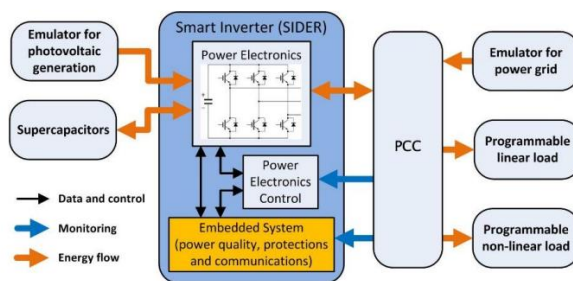 Emulator for
photovoltaic
generation
Supercapacitors
Data and control
Monitoring
Energy flow
Smart Inverter (SIDER)
Power Electronics
Power
Electronics
Control
Embedded System
(power quality, protections
and communications)
PCC
Emulator for
power grid
Programmable
linear load
Programmable
non-linear load